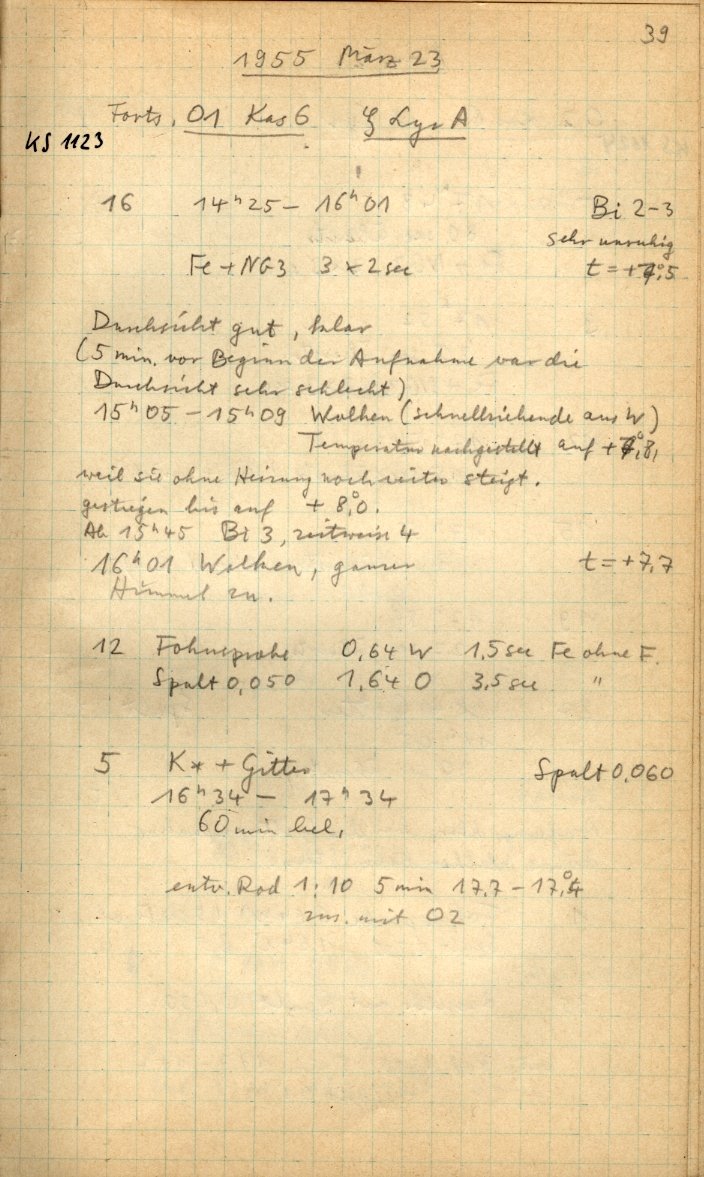 39
1955 März 23
Forts. O1 Kas 6 ζ Lyr A
KS 1123
16 14ʰ25 – 16ʰ01 Bi 2-3
sehr unruhig
Fe + NG3 3 × 2 sec t = +7°,5
Durchsicht gut, klar
(5 min. vor Beginn der Aufnahme war die
Durchsicht sehr schlecht)
15ʰ05 – 15ʰ09 Wolken (schnellziehende aus W)
Temperatur nachgestellt auf +7°,8,
weil sie ohne Heizung noch weiter steigt.
gestiegen bis auf + 8°,0.
Ab 15ʰ45 Bi 3, zeitweise 4
16ʰ01 Wolken, ganzer t = +7,7
Himmel zu.
12 Fokusprobe 0,64 W 1,5 sec Fe ohne F.
Spalt 0,050 1,64 O 3,5 sec "
5 K* + Gitter Spalt 0,060
16ʰ34 – 17ʰ34
60 min bel.
entw. Rod 1:10 5 min 17,7 – 17°,4
zus. mit O2